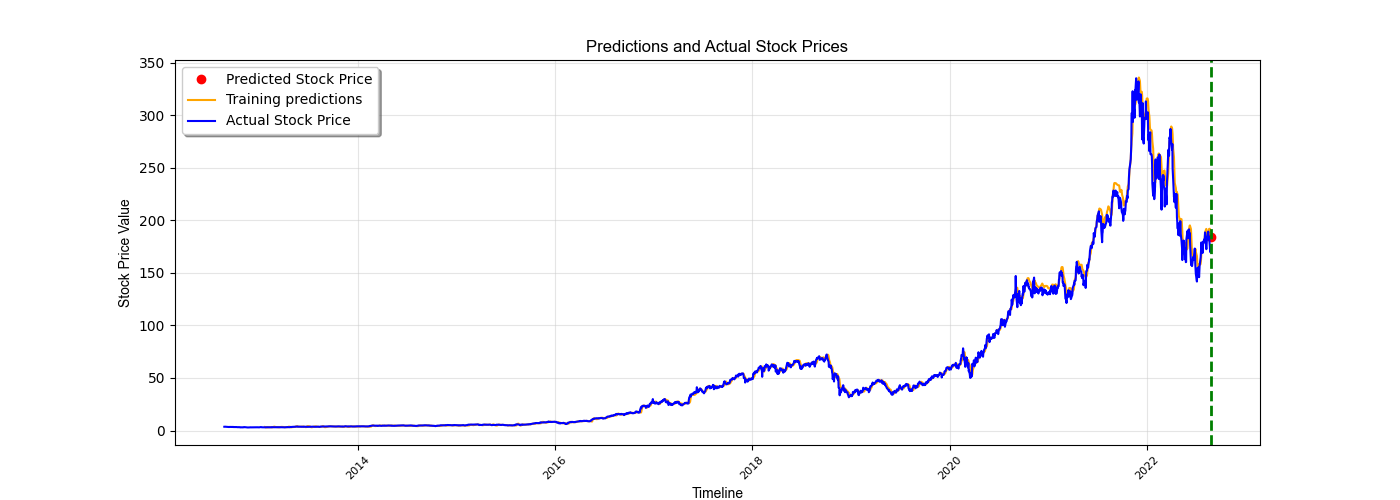 Predictions and Actual Stock Prices
Predicted Stock Price
Training predictions
Actual Stock Price
Stock Price Value
350
300
250
200
150
100
50
0
2014
2016
2018
2020
2022
Timeline